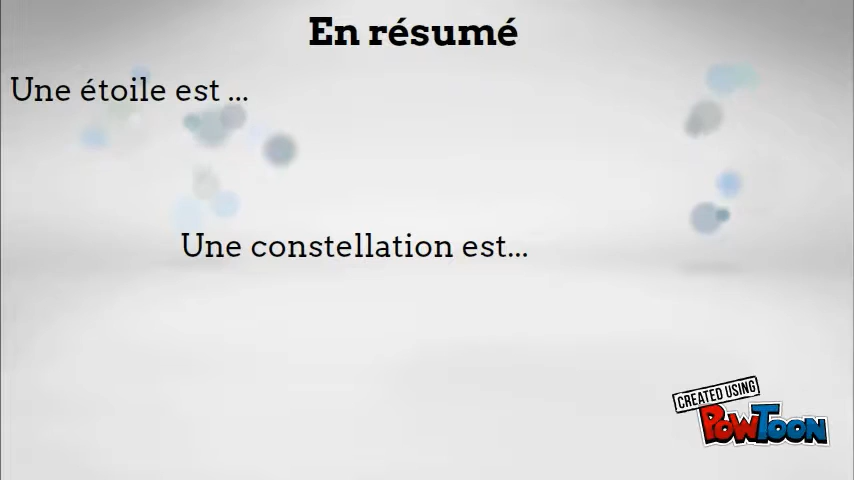 En résumé
Une étoile est ...
Une constellation est...
CREATED USING
POWTOON